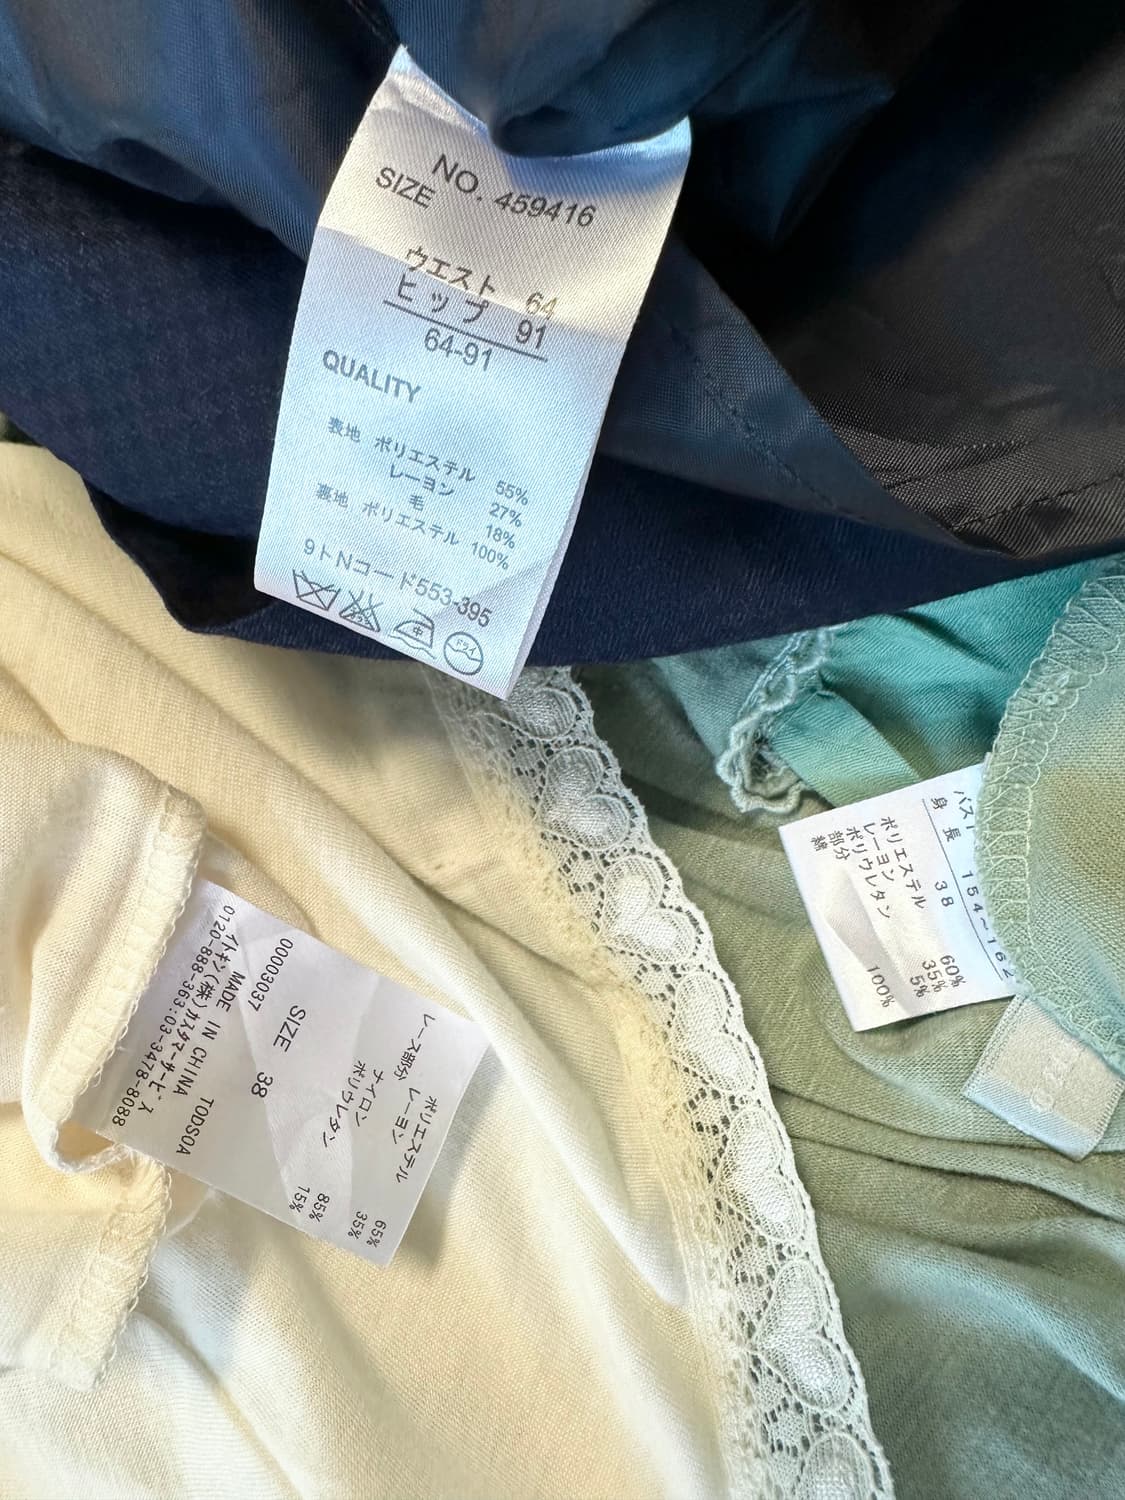 NO. 459416
SIZE
ウエスト 64
ヒップ 91
64-91
QUALITY
表地 ポリエステル 55%
レーヨン 27%
毛 18%
裏地 ポリエステル 100%
9トNコード553-395
中
ドライ
バスト
身長 154～162
38
ポリエステル 60%
レーヨン 35%
ポリウレタン 5%
部分
綿 100%
ポリエステル 65%
レーヨン 35%
レース部分
ナイロン 85%
ポリウレタン 15%
SIZE 38
00003037
MADE IN CHINA TODSOA
イトキン(株)カスタマーサービス
0120-888-363:03-3478-8088